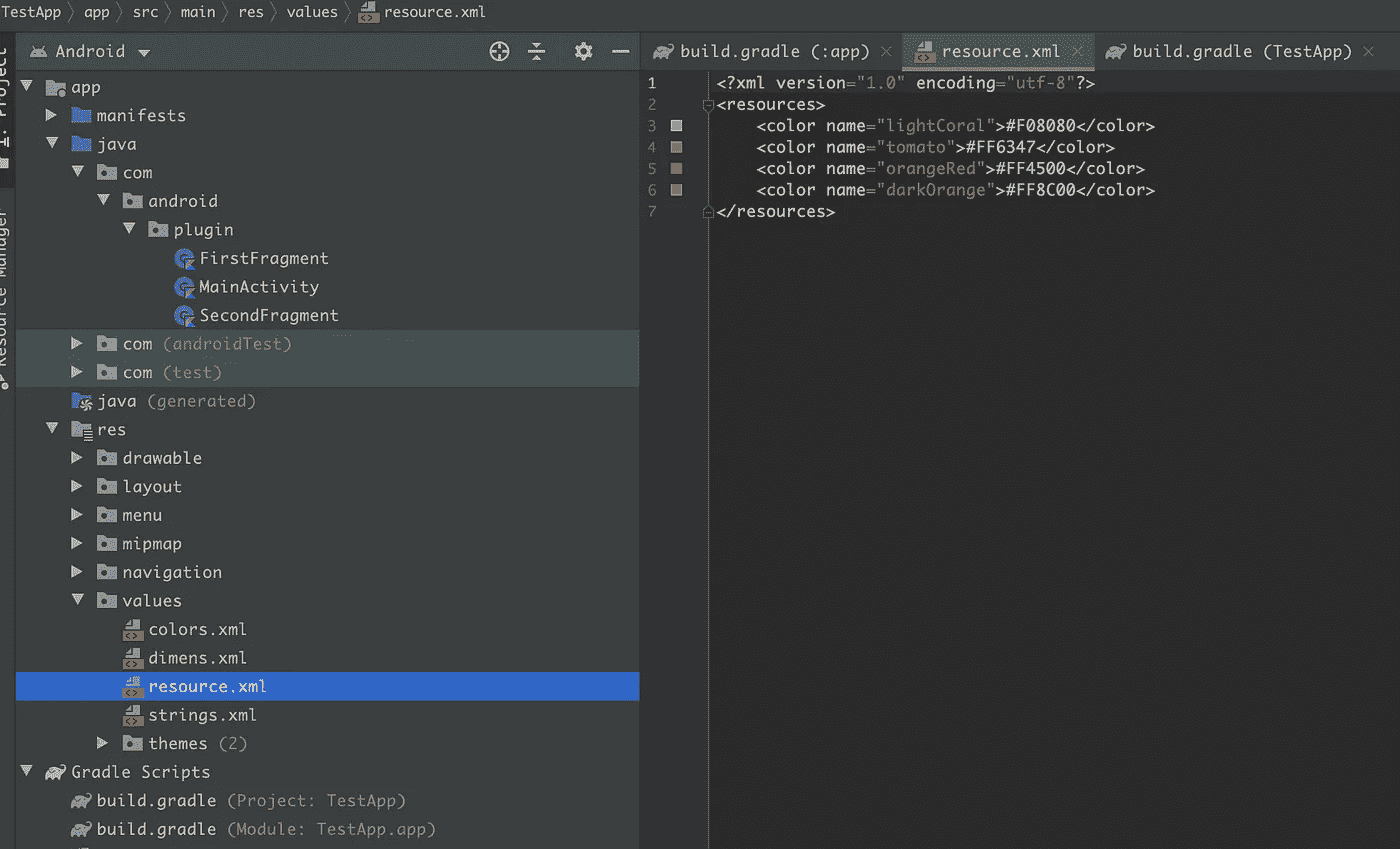 TestApp 〉 app 〉 src 〉 main 〉 res 〉 values 〉 resource.xml
1: Project
Resource Manager
Android
app
manifests
java
com
android
plugin
FirstFragment
MainActivity
SecondFragment
com (androidTest)
com (test)
java (generated)
res
drawable
layout
menu
mipmap
navigation
values
colors.xml
dimens.xml
resource.xml
strings.xml
themes (2)
Gradle Scripts
build.gradle (Project: TestApp)
build.gradle (Module: TestApp.app)
build.gradle (:app) × resource.xml × build.gradle (TestApp) ×
1 <?xml version="1.0" encoding="utf-8"?>
2 <resources>
3 <color name="lightCoral">#F08080</color>
4 <color name="tomato">#FF6347</color>
5 <color name="orangeRed">#FF4500</color>
6 <color name="darkOrange">#FF8C00</color>
7 </resources>